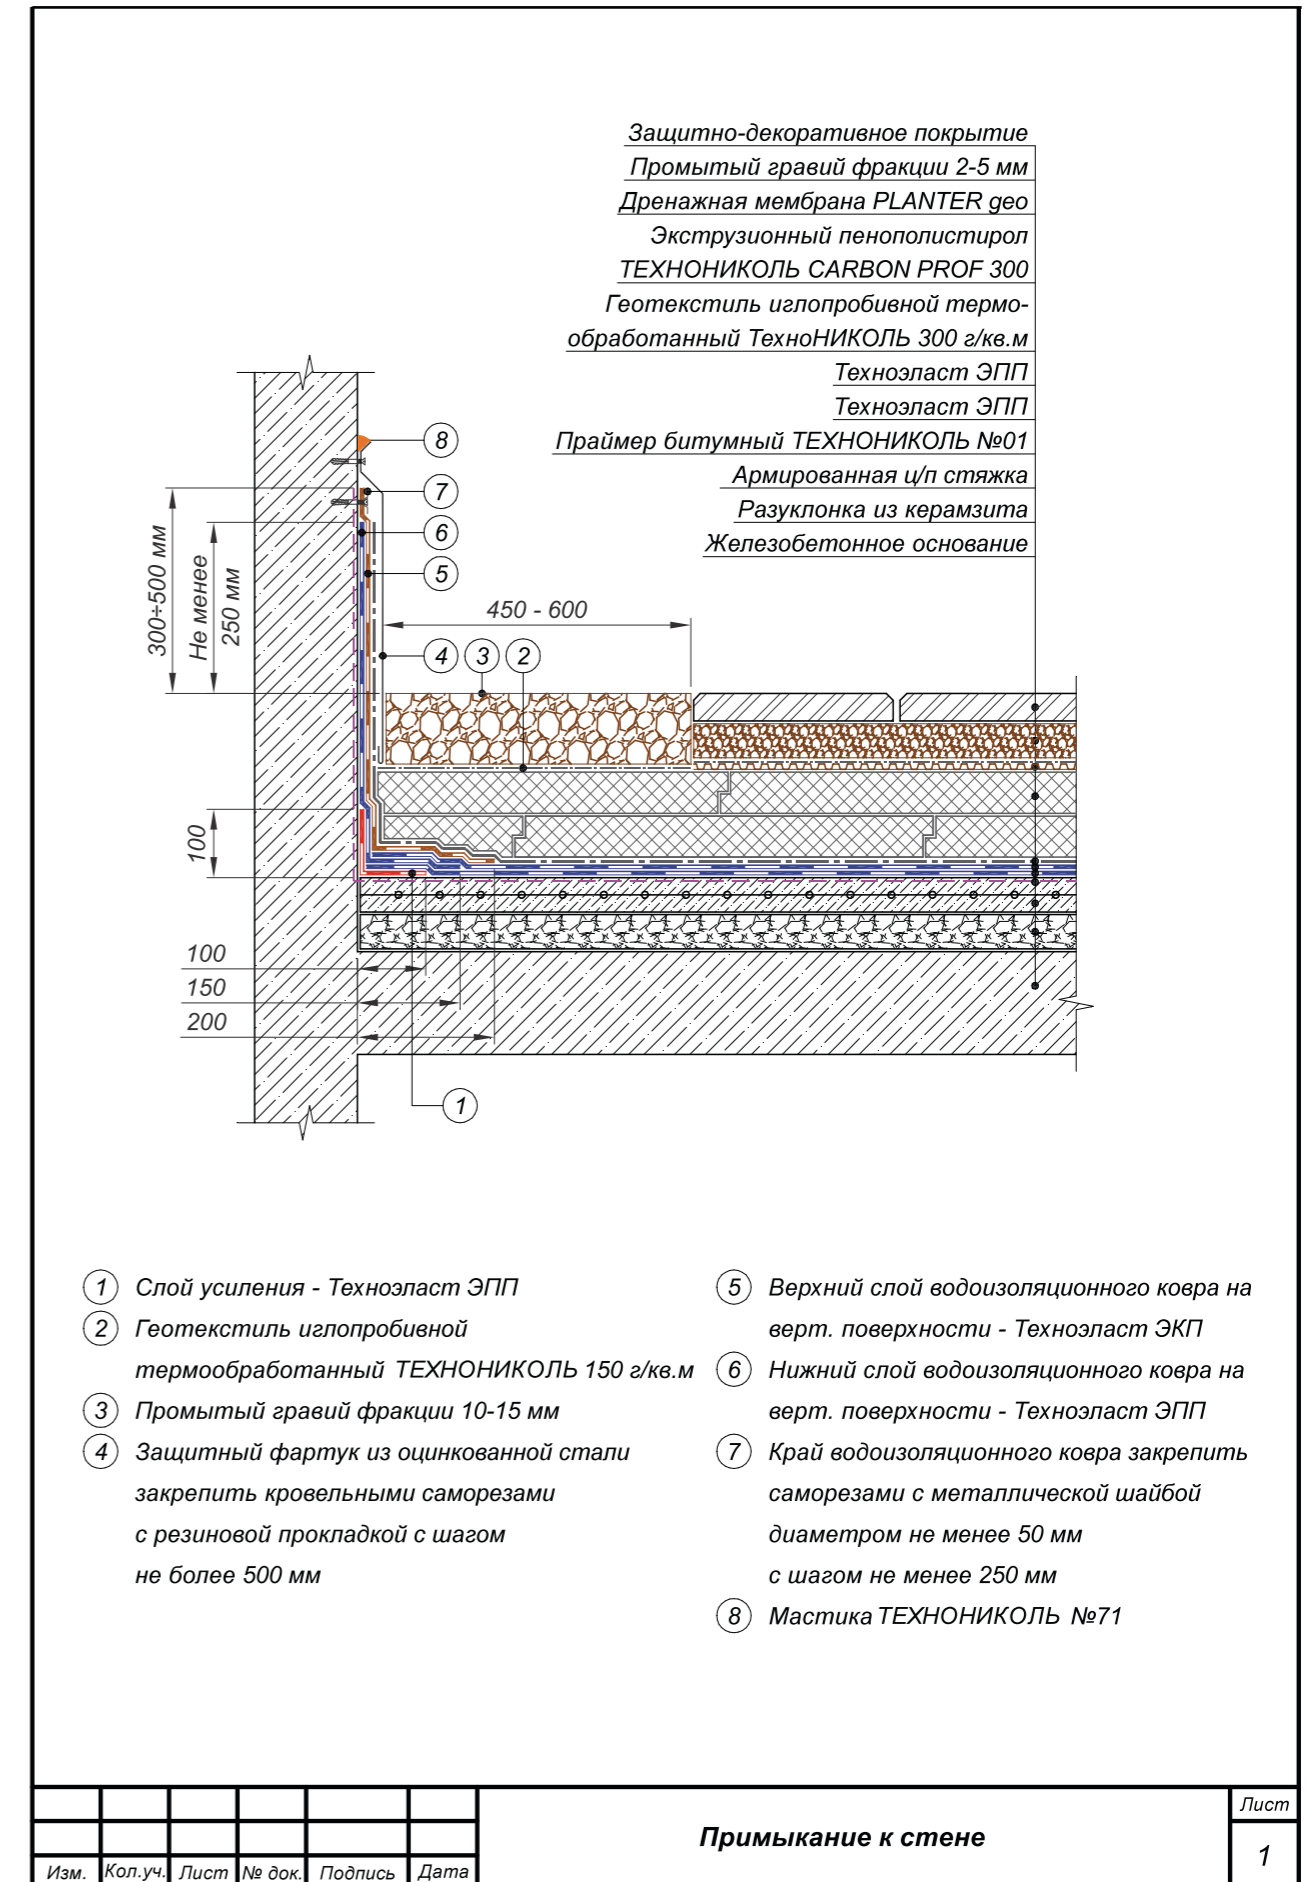 Защитно-декоративное покрытие
Промытый гравий фракции 2-5 мм
Дренажная мембрана PLANTER geo
Экструзионный пенополистирол
ТЕХНОНИКОЛЬ CARBON PROF 300
Геотекстиль иглопробивной термо-
обработанный ТехноНИКОЛЬ 300 г/кв.м
Техноэласт ЭПП
Техноэласт ЭПП
Праймер битумный ТЕХНОНИКОЛЬ №01
Армированная ц/п стяжка
Разуклонка из керамзита
Железобетонное основание
8
7
6
5
4
3
2
450 - 600
300÷500 мм
Не менее
250 мм
100
100
150
200
1
1 Слой усиления - Техноэласт ЭПП
2 Геотекстиль иглопробивной
термообработанный ТЕХНОНИКОЛЬ 150 г/кв.м
3 Промытый гравий фракции 10-15 мм
4 Защитный фартук из оцинкованной стали
закрепить кровельными саморезами
с резиновой прокладкой с шагом
не более 500 мм
5 Верхний слой водоизоляционного ковра на
верт. поверхности - Техноэласт ЭКП
6 Нижний слой водоизоляционного ковра на
верт. поверхности - Техноэласт ЭПП
7 Край водоизоляционного ковра закрепить
саморезами с металлической шайбой
диаметром не менее 50 мм
с шагом не менее 250 мм
8 Мастика ТЕХНОНИКОЛЬ №71
Изм. Кол.уч. Лист № док. Подпись Дата
Примыкание к стене
Лист
1